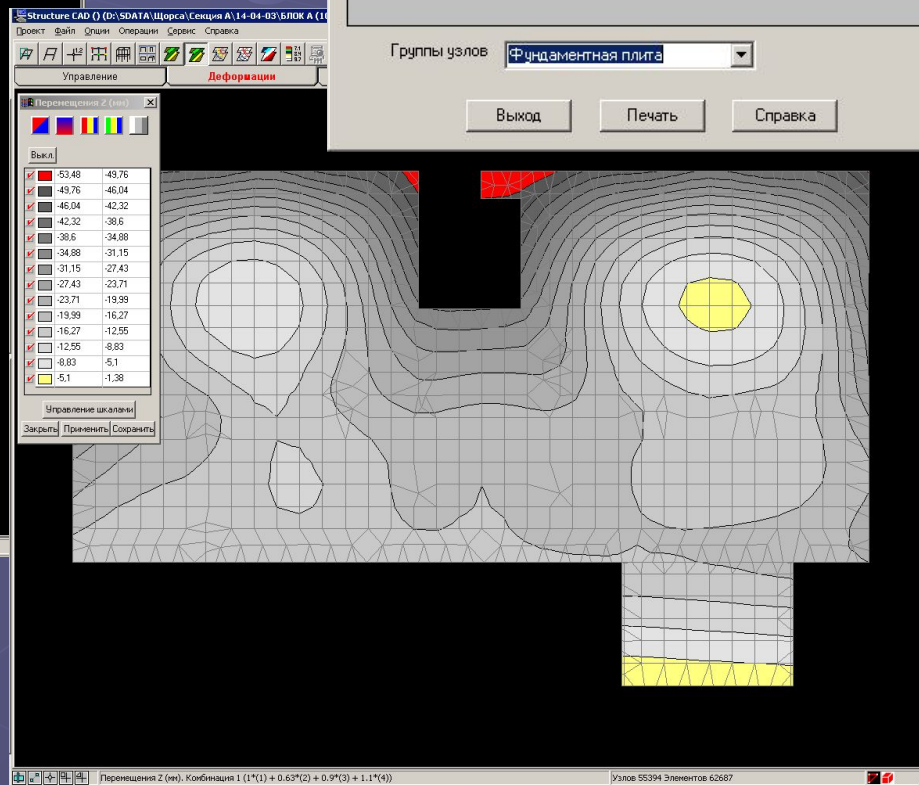 Structure CAD () (D:\SDATA\Щорса\Секция А\14-04-03\БЛОК А (10
Проект Файл Опции Операции Сервис Справка
Управление Деформации
Группы узлов Фундаментная плита
Выход Печать Справка
Перемещения Z (мм)
Выкл.
-53,48 -49,76
-49,76 -46,04
-46,04 -42,32
-42,32 -38,6
-38,6 -34,88
-34,88 -31,15
-31,15 -27,43
-27,43 -23,71
-23,71 -19,99
-19,99 -16,27
-16,27 -12,55
-12,55 -8,83
-8,83 -5,1
-5,1 -1,38
Управление шкалами
Закрыть Применить Сохранить
Перемещения Z (мм). Комбинация 1 (1*(1) + 0.63*(2) + 0.9*(3) + 1.1*(4)) Узлов 55394 Элементов 62687